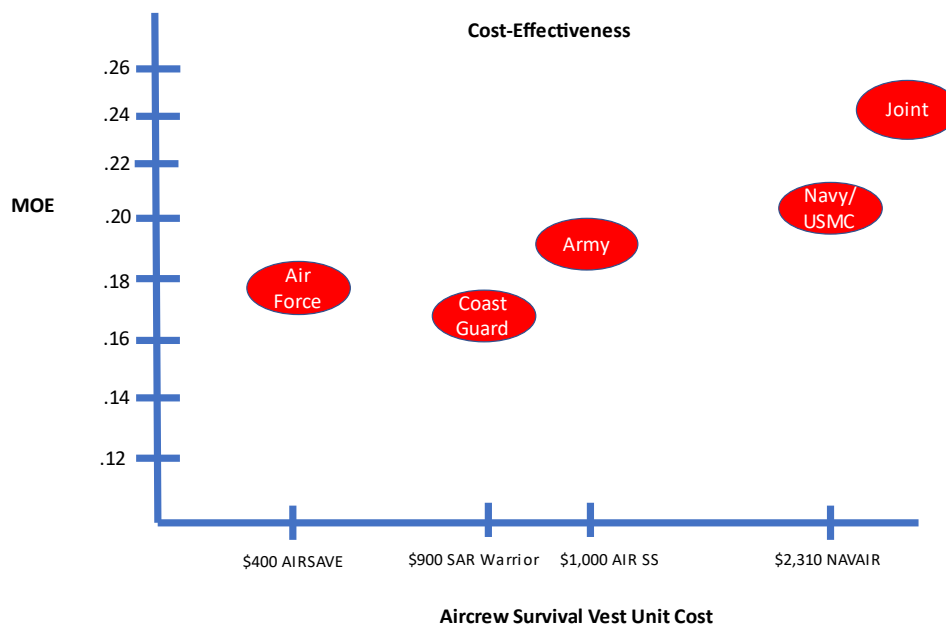 Cost-Effectiveness
.26
.24
.22
.20
.18
.16
.14
.12
MOE
Joint
Navy/
USMC
Army
Air
Force
Coast
Guard
$400 AIRSAVE
$900 SAR Warrior
$1,000 AIR SS
$2,310 NAVAIR
Aircrew Survival Vest Unit Cost